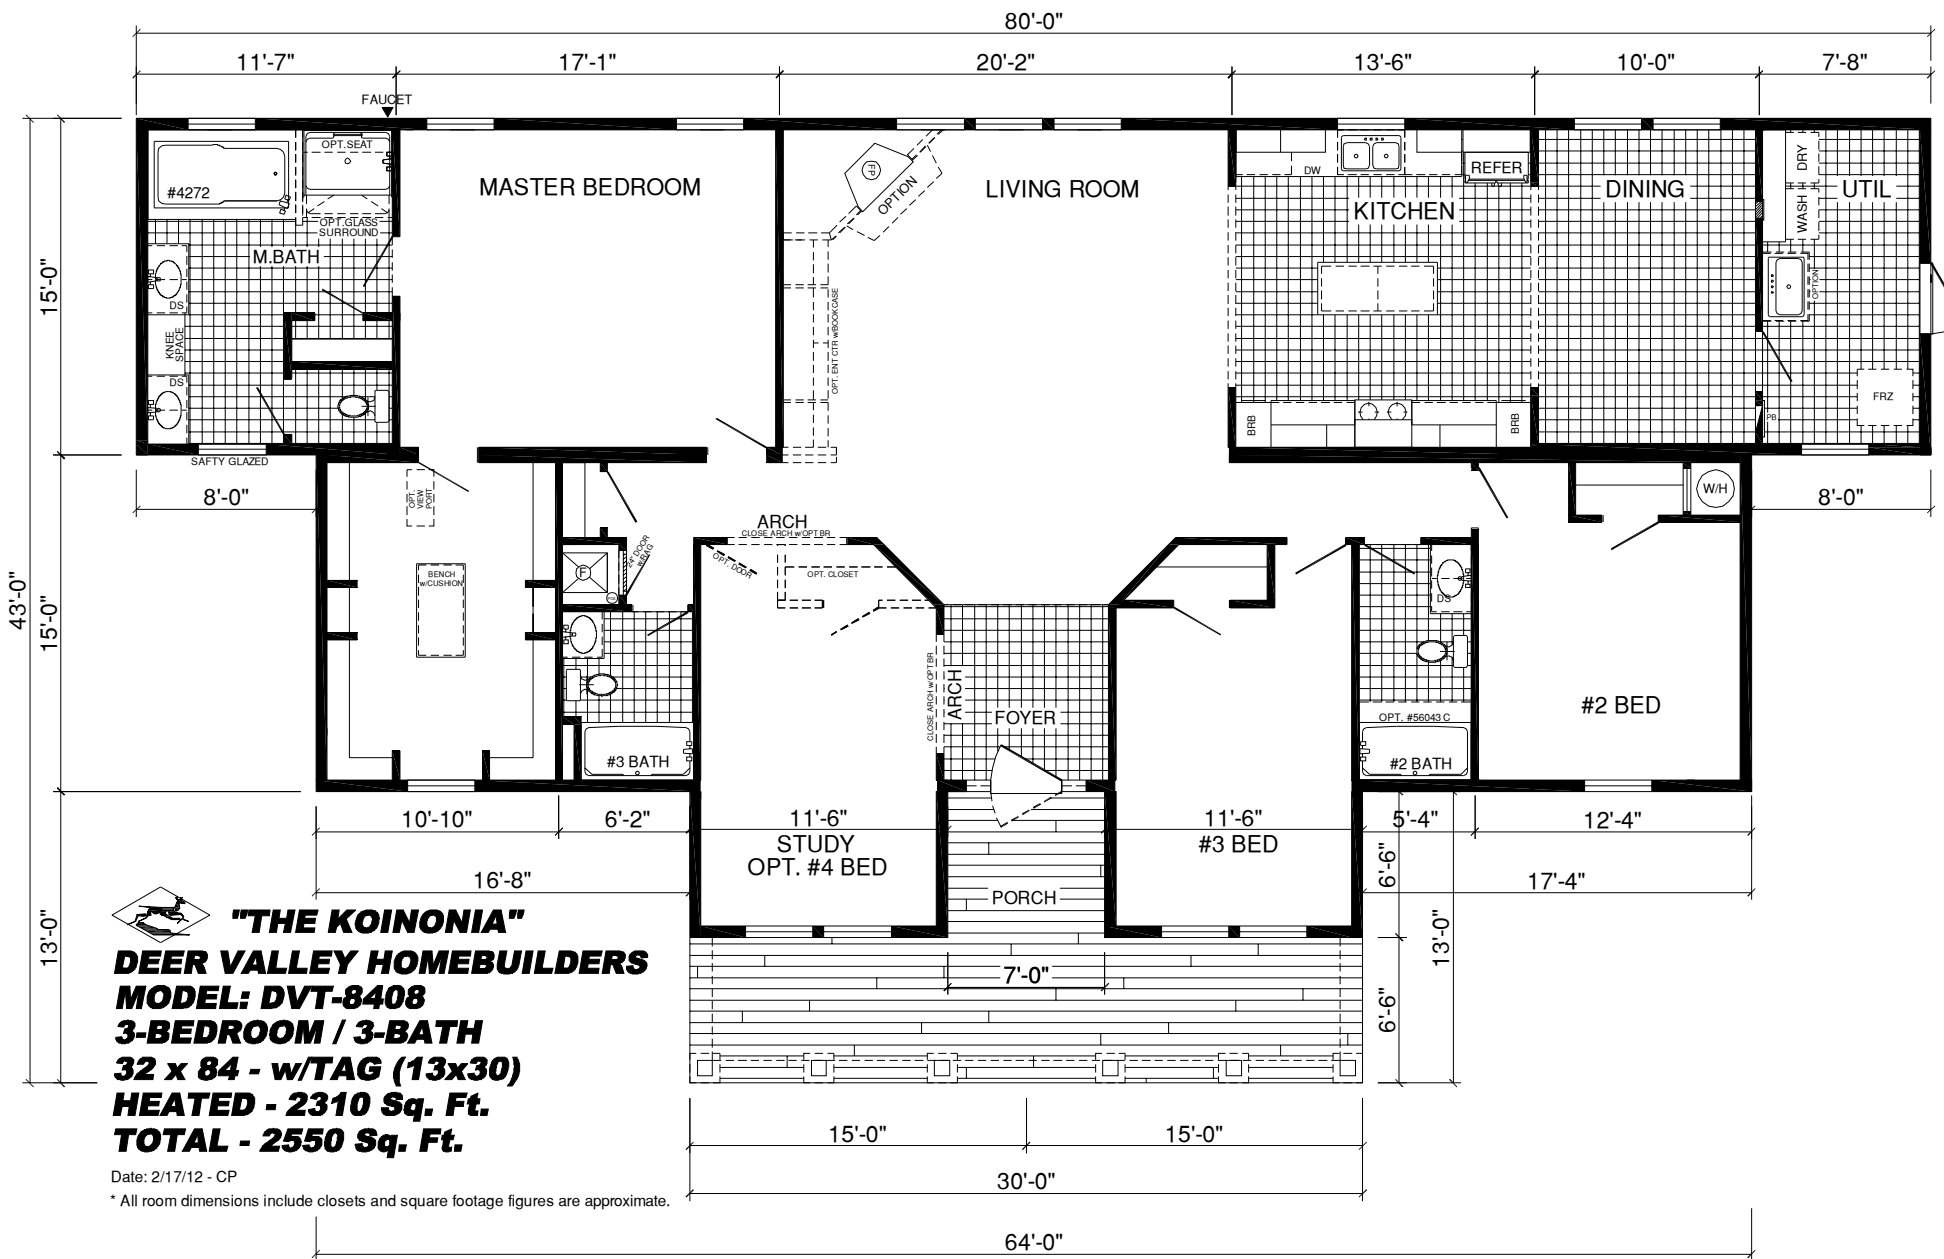 80'-0"
11'-7" 17'-1" 20'-2" 13'-6" 10'-0" 7'-8"
FAUCET
OPT.SEAT
#4272
OPT.GLASS
SURROUND
M.BATH
DS
KNEE
SPACE
DS
SAFTY GLAZED
MASTER BEDROOM
FP
OPTION
LIVING ROOM
OPT. ENT CTR w/BOOKCASE
DW
REFER
KITCHEN
BRB
BRB
DINING
DRY
WASH
UTIL
OPTION
FRZ
PB
15'-0"
15'-0"
43'-0"
13'-0"
8'-0"
8'-0"
OPT.
VIEW
PORT
BENCH
w/CUSHION
F
24" DOOR
w/RAG
ARCH
CLOSE ARCH w/OPT BR
OPT. DOOR
OPT. CLOSET
CLOSE ARCH w/OPT BR
ARCH
FOYER
W/H
DS
OPT. #56043 C
#2 BED
#3 BATH
#2 BATH
10'-10" 6'-2" 11'-6" 11'-6" 5'-4" 12'-4"
STUDY
OPT. #4 BED
#3 BED
PORCH
16'-8"
17'-4"
6'-6"
13'-0"
6'-6"
7'-0"
"THE KOINONIA"
DEER VALLEY HOMEBUILDERS
MODEL: DVT-8408
3-BEDROOM / 3-BATH
32 x 84 - w/TAG (13x30)
HEATED - 2310 Sq. Ft.
TOTAL - 2550 Sq. Ft.
Date: 2/17/12 - CP
* All room dimensions include closets and square footage figures are approximate.
15'-0" 15'-0"
30'-0"
64'-0"